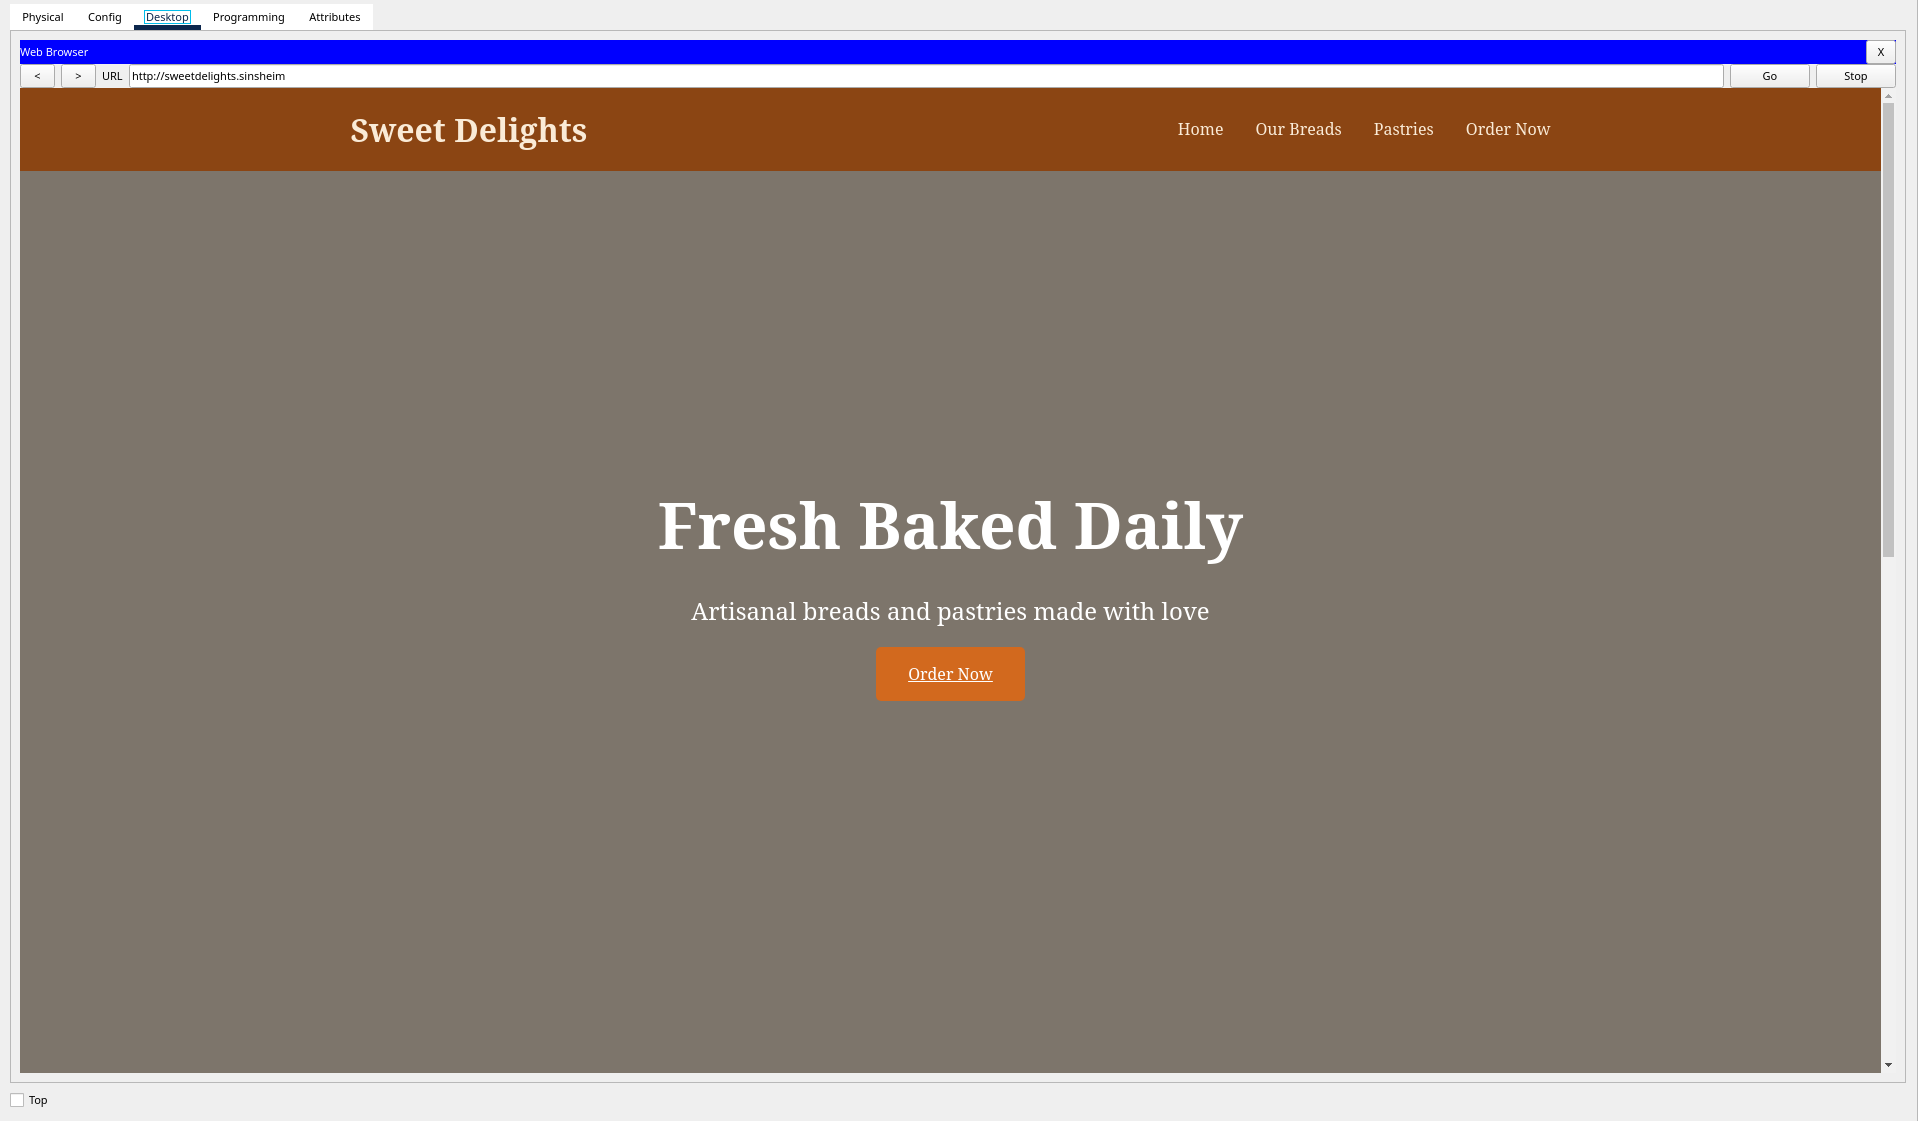 Physical Config Desktop Programming Attributes
Web Browser X
< > URL http://sweetdelights.sinsheim Go Stop
Sweet Delights Home Our Breads Pastries Order Now
Fresh Baked Daily
Artisanal breads and pastries made with love
Order Now
Top